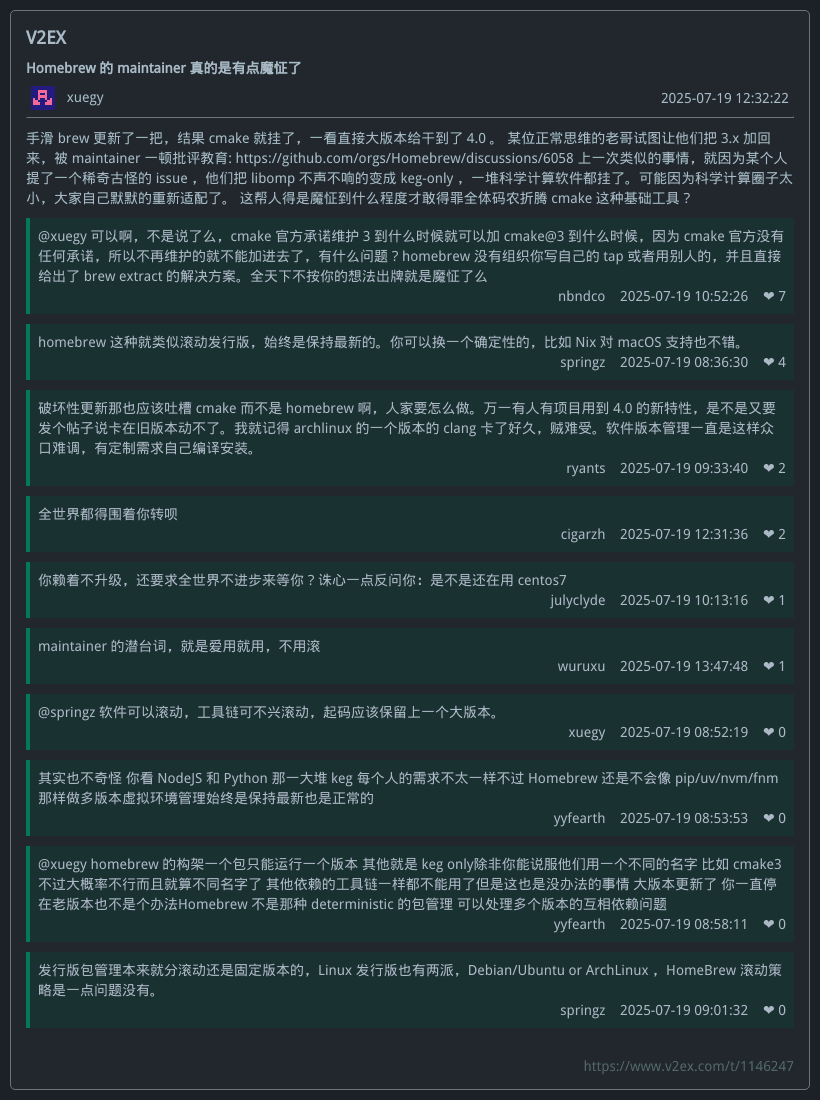 V2EX
Homebrew 的 maintainer 真的是有点魔怔了
xuegy 2025-07-19 12:32:22
手滑 brew 更新了一把，结果 cmake 就挂了，一看直接大版本给干到了 4.0 。 某位正常思维的老哥试图让他们把 3.x 加回
来，被 maintainer 一顿批评教育: https://github.com/orgs/Homebrew/discussions/6058 上一次类似的事情，就因为某个人
提了一个稀奇古怪的 issue ，他们把 libomp 不声不响的变成 keg-only ，一堆科学计算软件都挂了。可能因为科学计算圈子太
小，大家自己默默的重新适配了。 这帮人得是魔怔到什么程度才敢得罪全体码农折腾 cmake 这种基础工具？
@xuegy 可以啊，不是说了么，cmake 官方承诺维护 3 到什么时候就可以加 cmake@3 到什么时候，因为 cmake 官方没有
任何承诺，所以不再维护的就不能加进去了，有什么问题？homebrew 没有组织你写自己的 tap 或者用别人的，并且直接
给出了 brew extract 的解决方案。全天下不按你的想法出牌就是魔怔了么
nbndco 2025-07-19 10:52:26 ❤ 7
homebrew 这种就类似滚动发行版，始终是保持最新的。你可以换一个确定性的，比如 Nix 对 macOS 支持也不错。
springz 2025-07-19 08:36:30 ❤ 4
破坏性更新那也应该吐槽 cmake 而不是 homebrew 啊，人家要怎么做。万一有人有项目用到 4.0 的新特性，是不是又要
发个帖子说卡在旧版本动不了。我就记得 archlinux 的一个版本的 clang 卡了好久，贼难受。软件版本管理一直是这样众
口难调，有定制需求自己编译安装。
ryants 2025-07-19 09:33:40 ❤ 2
全世界都得围着你转呗
cigarzh 2025-07-19 12:31:36 ❤ 2
你赖着不升级，还要求全世界不进步来等你？诛心一点反问你：是不是还在用 centos7
julyclyde 2025-07-19 10:13:16 ❤ 1
maintainer 的潜台词，就是爱用就用，不用滚
wuruxu 2025-07-19 13:47:48 ❤ 1
@springz 软件可以滚动，工具链可不兴滚动，起码应该保留上一个大版本。
xuegy 2025-07-19 08:52:19 ❤ 0
其实也不奇怪 你看 NodeJS 和 Python 那一大堆 keg 每个人的需求不太一样不过 Homebrew 还是不会像 pip/uv/nvm/fnm
那样做多版本虚拟环境管理始终是保持最新也是正常的
yyfearth 2025-07-19 08:53:53 ❤ 0
@xuegy homebrew 的构架一个包只能运行一个版本 其他就是 keg only除非你能说服他们用一个不同的名字 比如 cmake3
不过大概率不行而且就算不同名字了 其他依赖的工具链一样都不能用了但是这也是没办法的事情 大版本更新了 你一直停
在老版本也不是个办法Homebrew 不是那种 deterministic 的包管理 可以处理多个版本的互相依赖问题
yyfearth 2025-07-19 08:58:11 ❤ 0
发行版包管理本来就分滚动还是固定版本的，Linux 发行版也有两派，Debian/Ubuntu or ArchLinux ，HomeBrew 滚动策
略是一点问题没有。
springz 2025-07-19 09:01:32 ❤ 0
https://www.v2ex.com/t/1146247